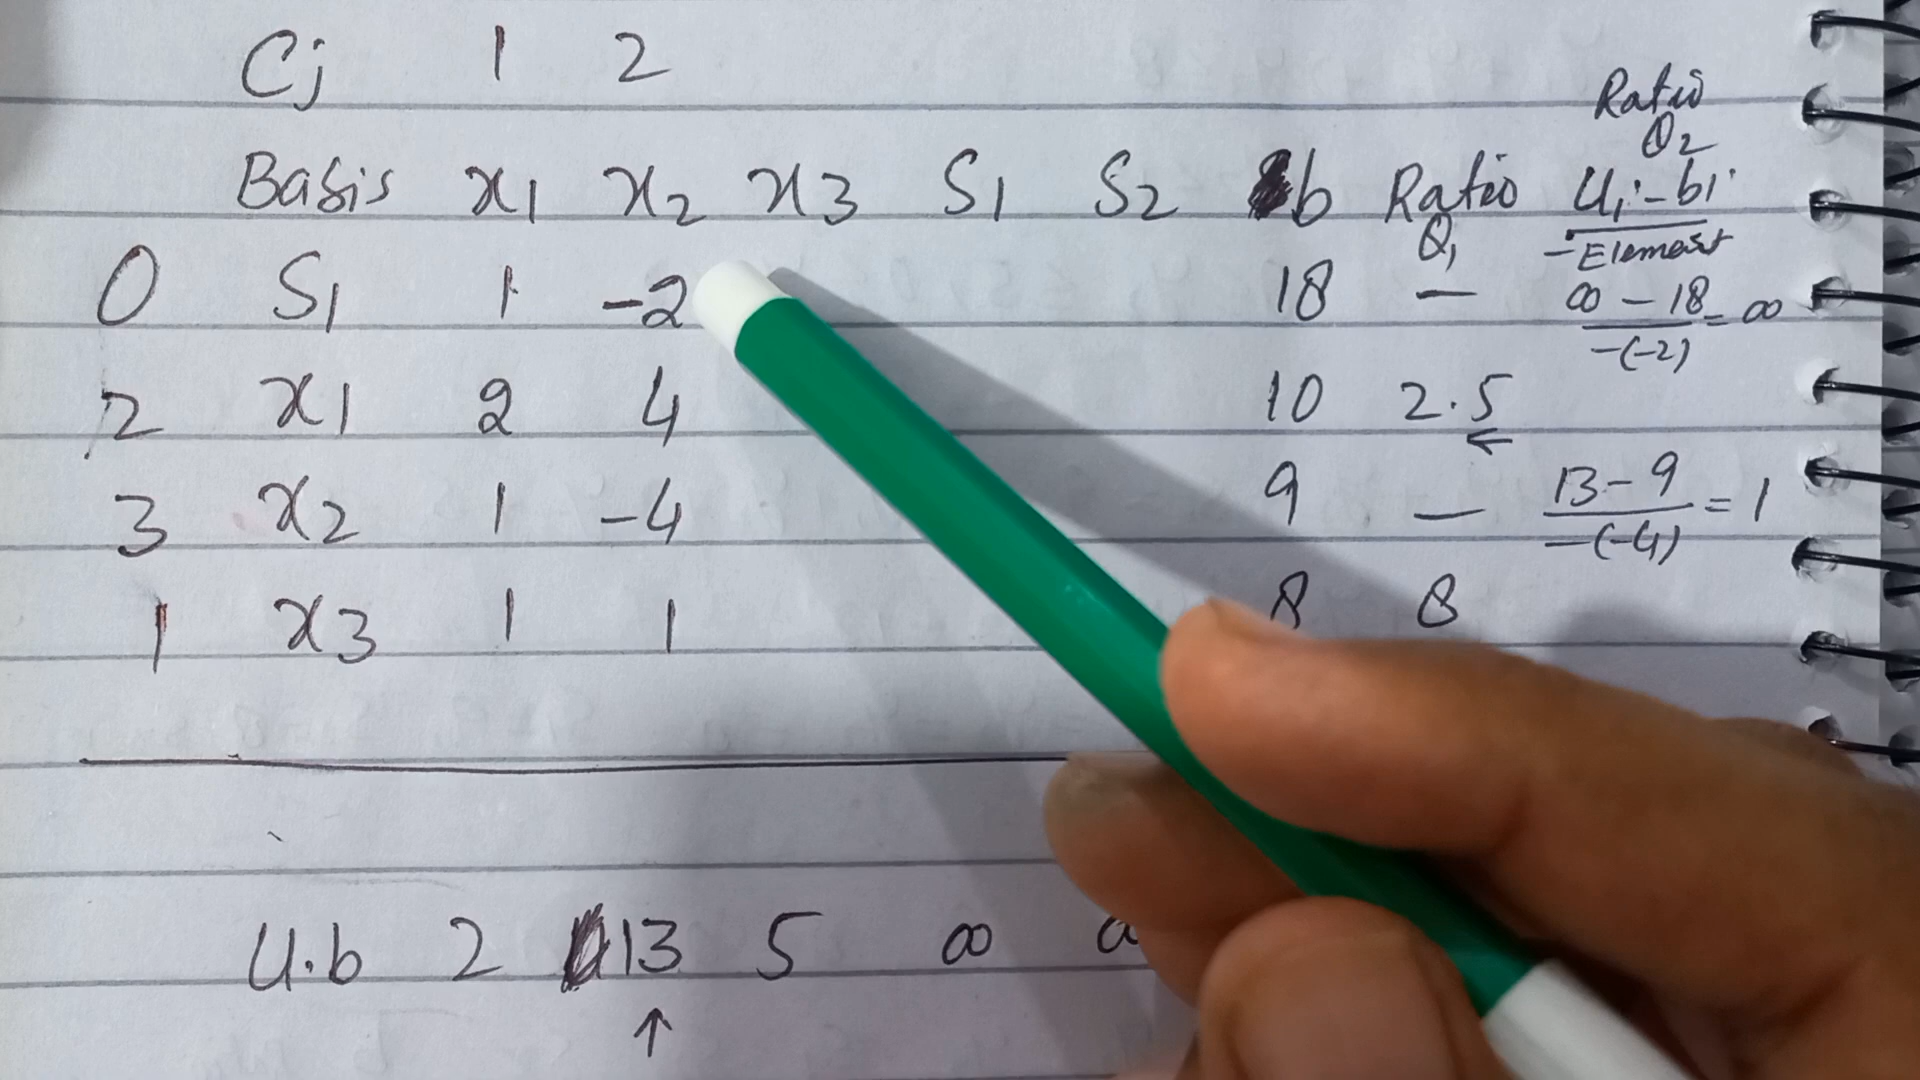 Cj 1 2
Ratio
θ2
Basis x1 x2 x3 S1 S2 b Ratio Ui - bi
θ1 -Element
0 S1 1 -2 18 — ∞ - 18 = ∞
-(-2)
2 x1 2 4 10 2.5
←
3 x2 1 -4 9 — 13 - 9 = 1
-(-4)
1 x3 1 1 8 8
U.b 2 13 5 ∞
↑